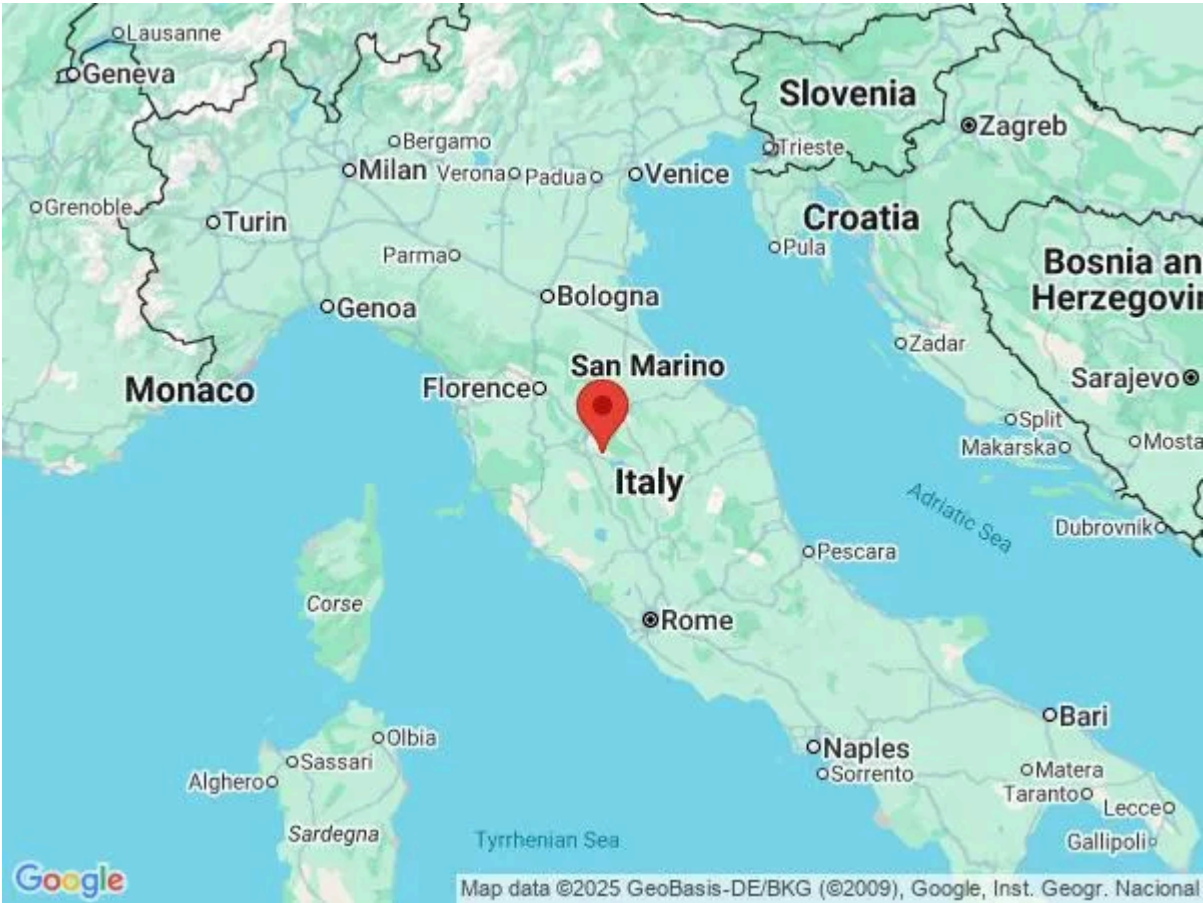 Lausanne
Geneva
Slovenia
Zagreb
Bergamo
Trieste
Milan
Verona
Padua
Venice
Grenoble
Turin
Croatia
Parma
Pula
Bosnia an
Herzegovi
Bologna
Genoa
Zadar
San Marino
Monaco
Florence
Sarajevo
Split
Makarska
Mosta
Italy
Adriatic Sea
Dubrovnik
Pescara
Corse
Rome
Bari
Olbia
Naples
Sassari
Alghero
Sorrento
Matera
Taranto
Lecce
Sardegna
Tyrrhenian Sea
Gallipoli
Google
Map data ©2025 GeoBasis-DE/BKG (©2009), Google, Inst. Geogr. Nacional